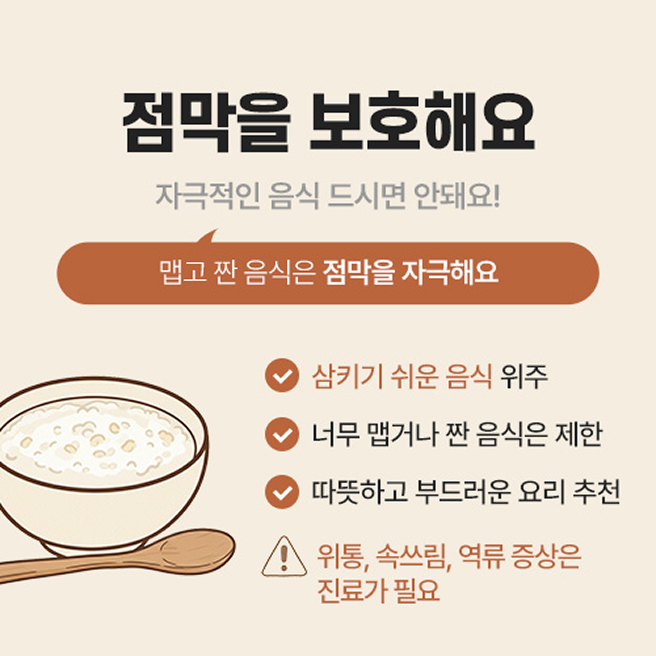 점막을 보호해요
자극적인 음식 드시면 안돼요!
맵고 짠 음식은 점막을 자극해요
삼키기 쉬운 음식 위주
너무 맵거나 짠 음식은 제한
따뜻하고 부드러운 요리 추천
위통, 속쓰림, 역류 증상은
진료가 필요